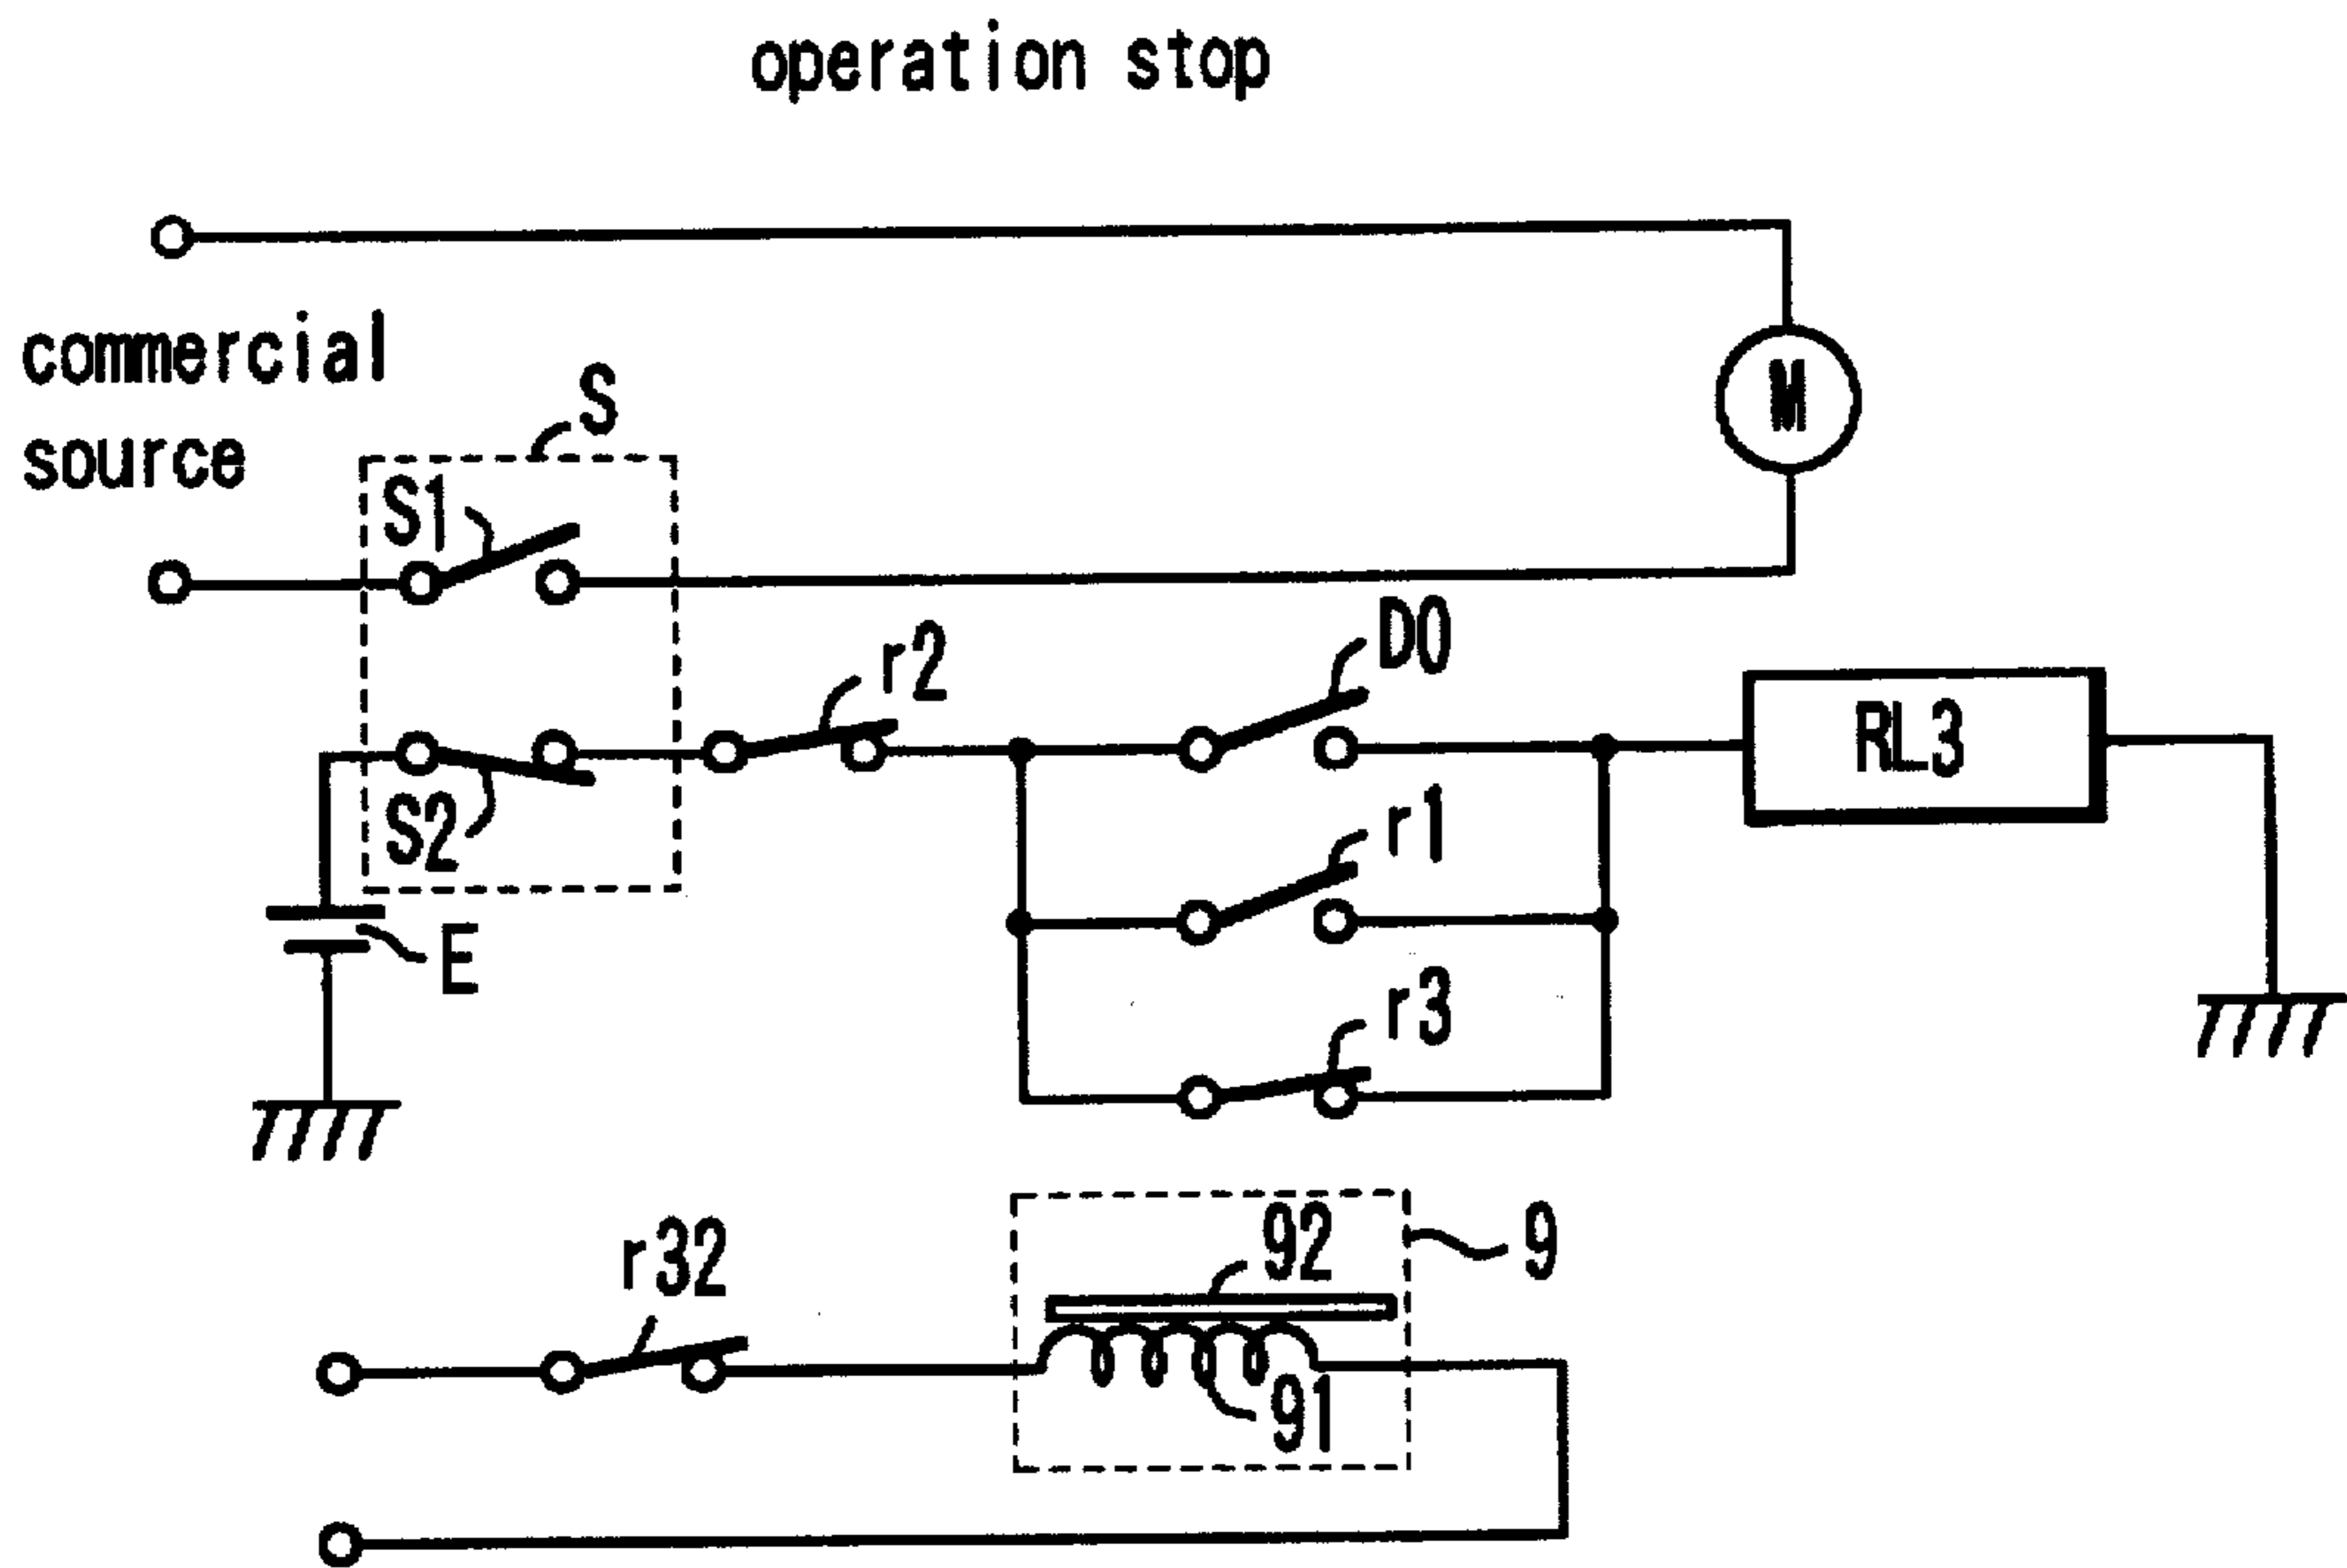 operation stop
commercial
source
S
S1
r2
D0
S2
RL3
r1
E
r3
r32
92
9
91
M